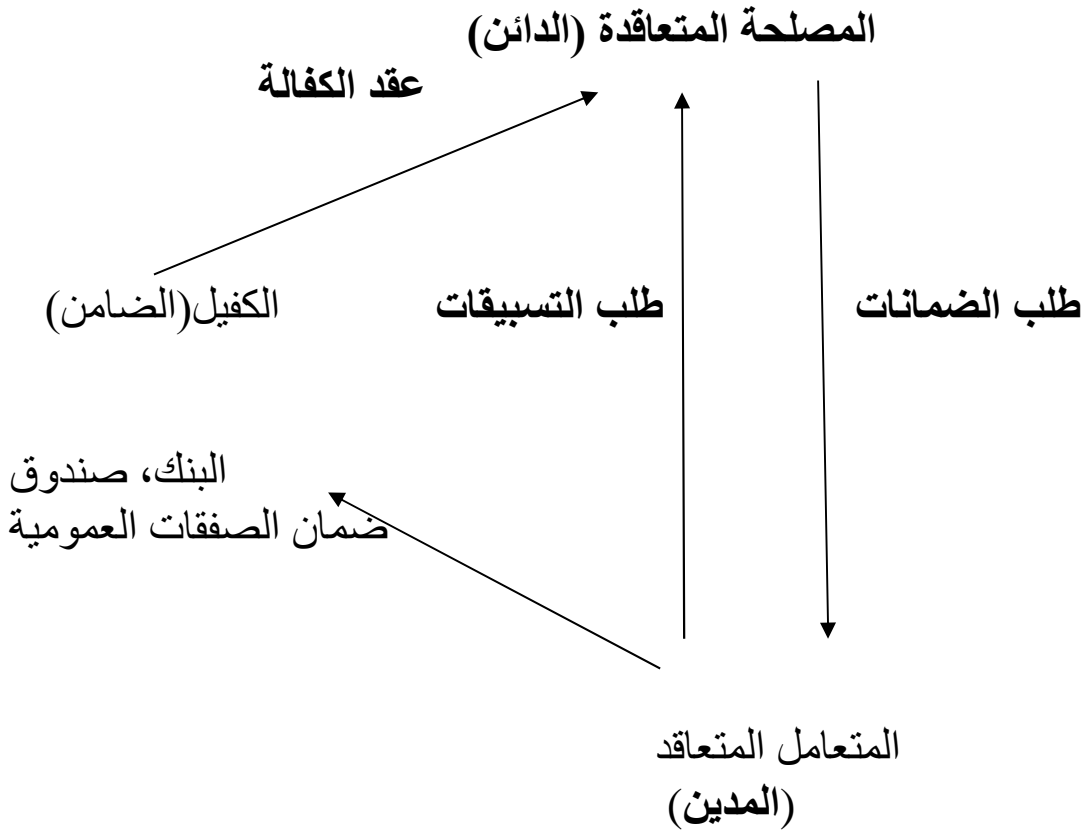 المصلحة المتعاقدة (الدائن)
عقد الكفالة
طلب الضمانات
طلب التسبيقات
الكفيل(الضامن)
البنك، صندوق
ضمان الصفقات العمومية
المتعامل المتعاقد
(المدين)